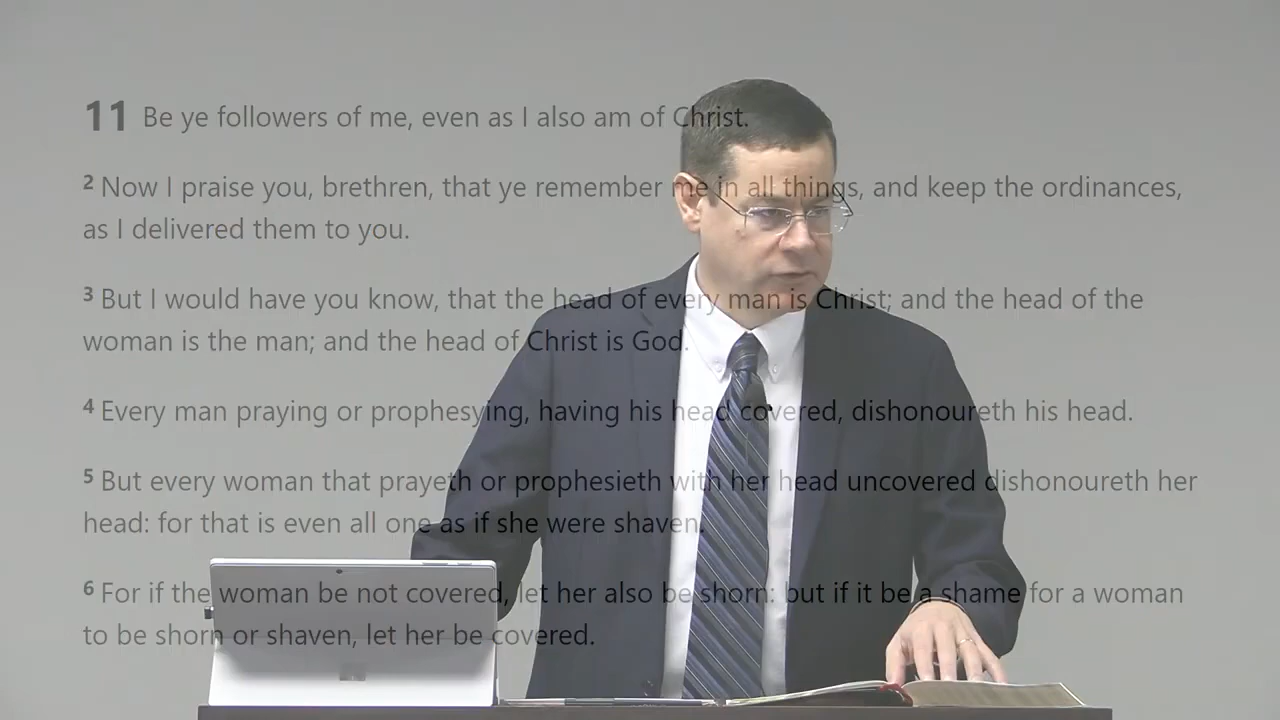 11 Be ye followers of me, even as I also am of Christ.
2 Now I praise you, brethren, that ye remember me in all things, and keep the ordinances,
as I delivered them to you.
3 But I would have you know, that the head of every man is Christ; and the head of the
woman is the man; and the head of Christ is God.
4 Every man praying or prophesying, having his head covered, dishonoureth his head.
5 But every woman that prayeth or prophesieth with her head uncovered dishonoureth her
head: for that is even all one as if she were shaven.
6 For if the woman be not covered, let her also be shorn: but if it be a shame for a woman
to be shorn or shaven, let her be covered.